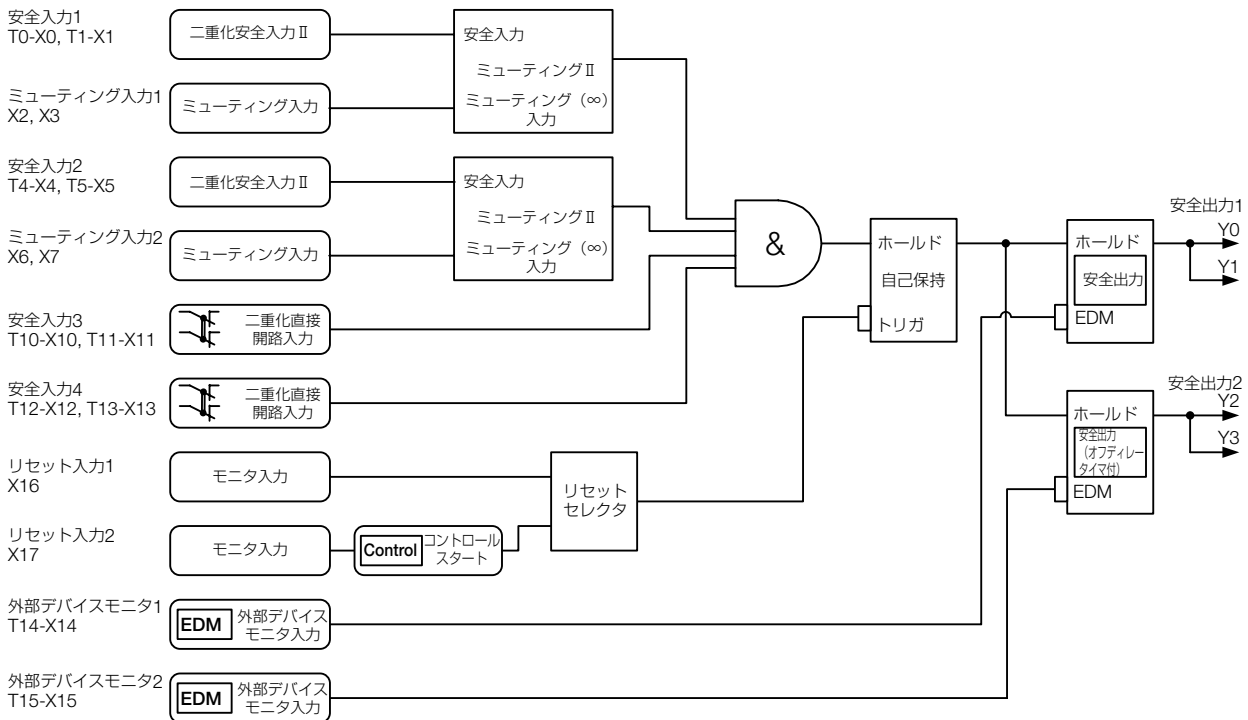 安全入力1
T0-X0, T1-X1
二重化安全入力Ⅱ
安全入力
ミューティングⅡ
ミューティング（∞）
入力
ミューティング入力1
X2, X3
ミューティング入力
安全入力2
T4-X4, T5-X5
二重化安全入力Ⅱ
安全入力
ミューティングⅡ
ミューティング（∞）
入力
ミューティング入力2
X6, X7
ミューティング入力
&
ホールド
自己保持
トリガ
ホールド
安全出力
EDM
安全出力1
Y0
Y1
安全入力3
T10-X10, T11-X11
二重化直接
開路入力
安全入力4
T12-X12, T13-X13
二重化直接
開路入力
ホールド
安全出力
（オフディレー
タイマ付）
EDM
安全出力2
Y2
Y3
リセット入力1
X16
モニタ入力
リセット
セレクタ
リセット入力2
X17
モニタ入力
Control
コントロール
スタート
外部デバイスモニタ1
T14-X14
EDM
外部デバイス
モニタ入力
外部デバイスモニタ2
T15-X15
EDM
外部デバイス
モニタ入力